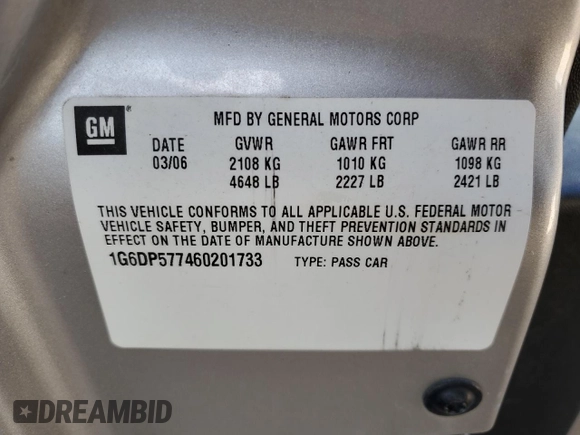 GM ®
MFD BY GENERAL MOTORS CORP
DATE GVWR GAWR FRT GAWR RR
03/06 2108 KG 1010 KG 1098 KG
4648 LB 2227 LB 2421 LB
THIS VEHICLE CONFORMS TO ALL APPLICABLE U.S. FEDERAL MOTOR
VEHICLE SAFETY, BUMPER, AND THEFT PREVENTION STANDARDS IN
EFFECT ON THE DATE OF MANUFACTURE SHOWN ABOVE.
1G6DP577460201733 TYPE: PASS CAR
DREAMBID